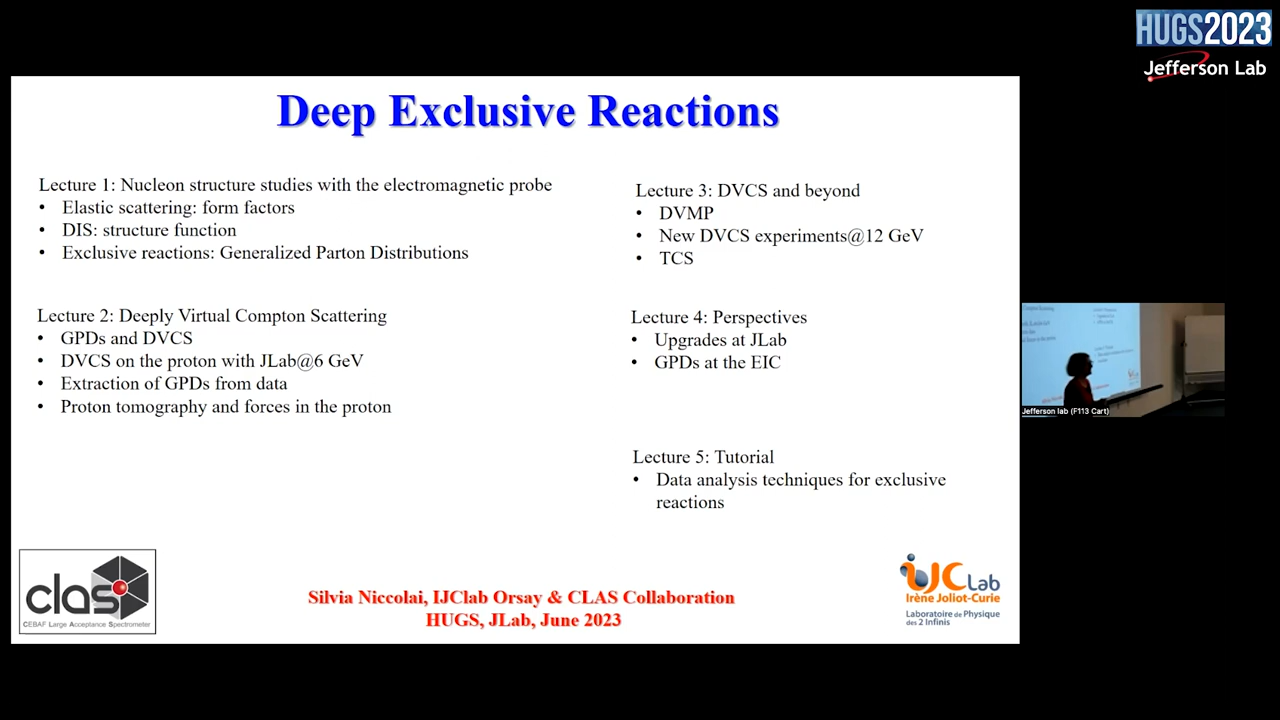 HUGS2023
Jefferson Lab
Deep Exclusive Reactions
Lecture 1: Nucleon structure studies with the electromagnetic probe
• Elastic scattering: form factors
• DIS: structure function
• Exclusive reactions: Generalized Parton Distributions
Lecture 2: Deeply Virtual Compton Scattering
• GPDs and DVCS
• DVCS on the proton with JLab@6 GeV
• Extraction of GPDs from data
• Proton tomography and forces in the proton
Lecture 3: DVCS and beyond
• DVMP
• New DVCS experiments@12 GeV
• TCS
Lecture 4: Perspectives
• Upgrades at JLab
• GPDs at the EIC
Lecture 5: Tutorial
• Data analysis techniques for exclusive
reactions
clas
CEBAF Large Acceptance Spectrometer
Silvia Niccolai, IJClab Orsay & CLAS Collaboration
HUGS, JLab, June 2023
iJC Lab
Irène Joliot-Curie
Laboratoire de Physique
des 2 Infinis
Jefferson lab (F113 Cart)